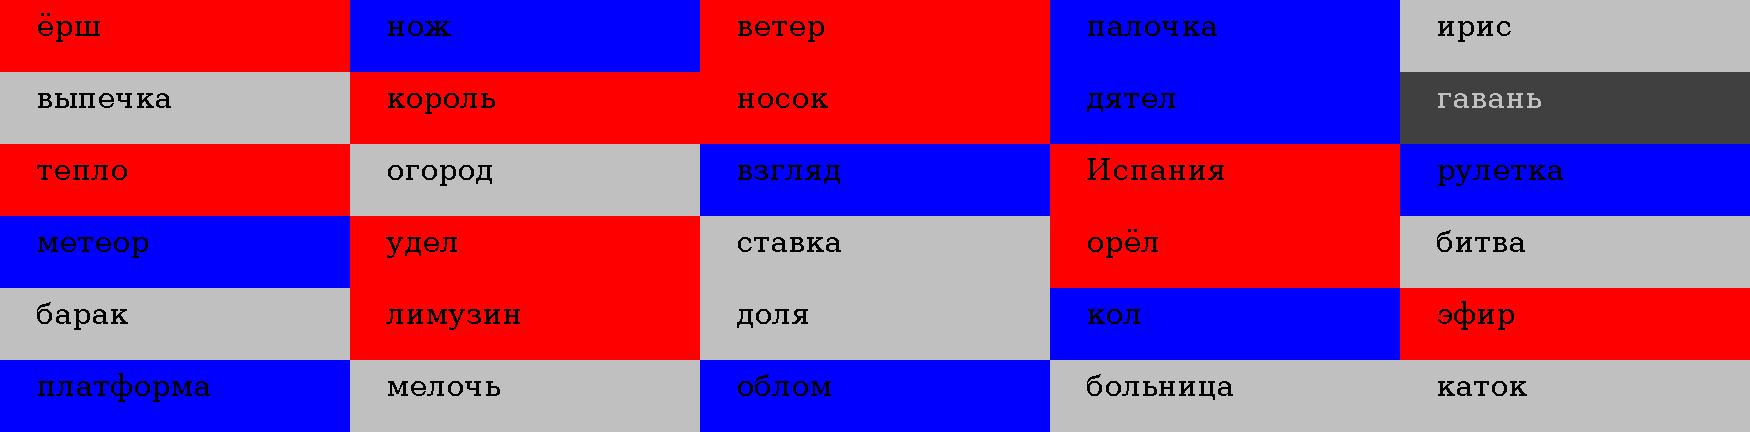 ёрш нож ветер палочка ирис
выпечка король носок дятел гавань
тепло огород взгляд Испания рулетка
метеор удел ставка орёл битва
барак лимузин доля кол эфир
платформа мелочь облом больница каток